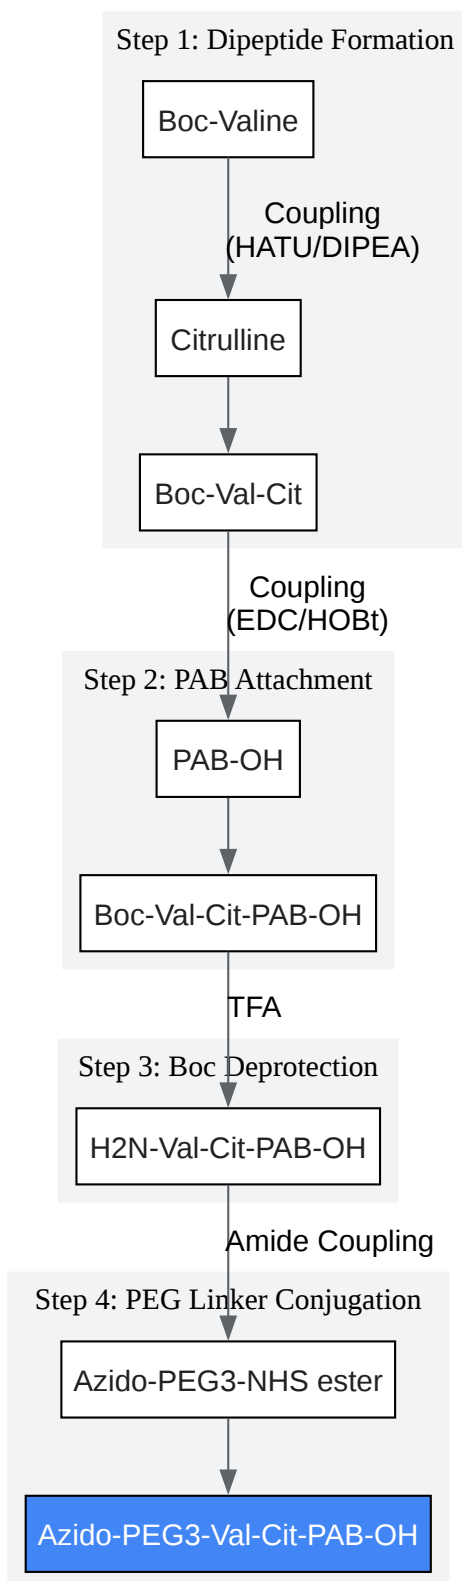 Step 1: Dipeptide Formation
Boc-Valine
Coupling
(HATU/DIPEA)
Citrulline
Boc-Val-Cit
Coupling
(EDC/HOBt)
Step 2: PAB Attachment
PAB-OH
Boc-Val-Cit-PAB-OH
TFA
Step 3: Boc Deprotection
H2N-Val-Cit-PAB-OH
Amide Coupling
Step 4: PEG Linker Conjugation
Azido-PEG3-NHS ester
Azido-PEG3-Val-Cit-PAB-OH